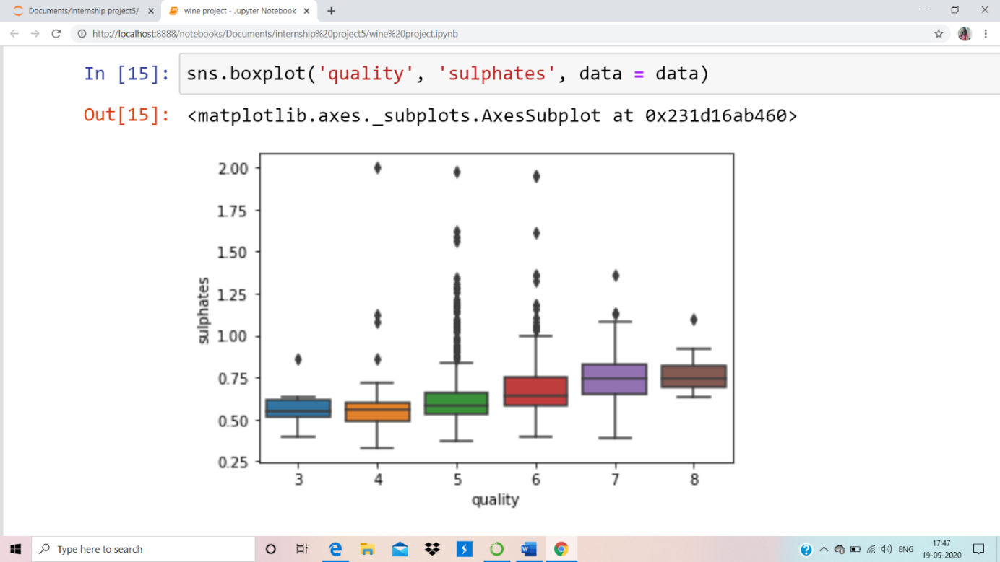 Documents/internship project5/ × wine project - Jupyter Notebook × +
http://localhost:8888/notebooks/Documents/internship%20project5/wine%20project.ipynb
In [15]: sns.boxplot('quality', 'sulphates', data = data)
Out[15]: <matplotlib.axes._subplots.AxesSubplot at 0x231d16ab460>
2.00
1.75
1.50
1.25
1.00
0.75
0.50
0.25
sulphates
3 4 5 6 7 8
quality
Type here to search
ENG
17:47
19-09-2020